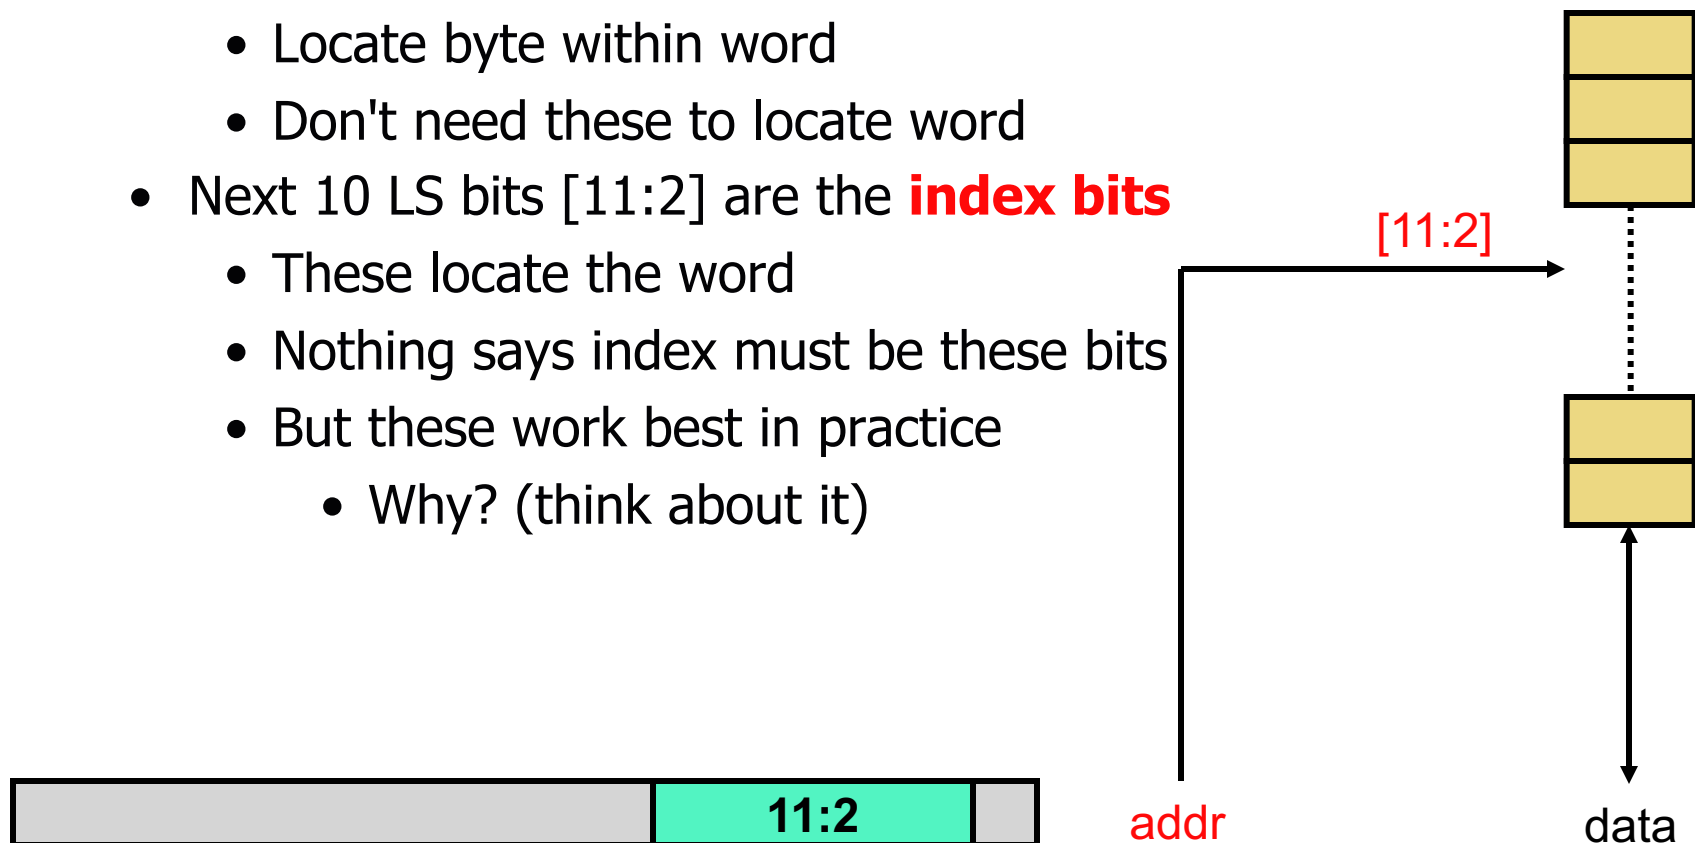 • Locate byte within word
• Don't need these to locate word
• Next 10 LS bits [11:2] are the index bits
[11:2]
• These locate the word
• Nothing says index must be these bits
• But these work best in practice
• Why? (think about it)
11:2
addr
data